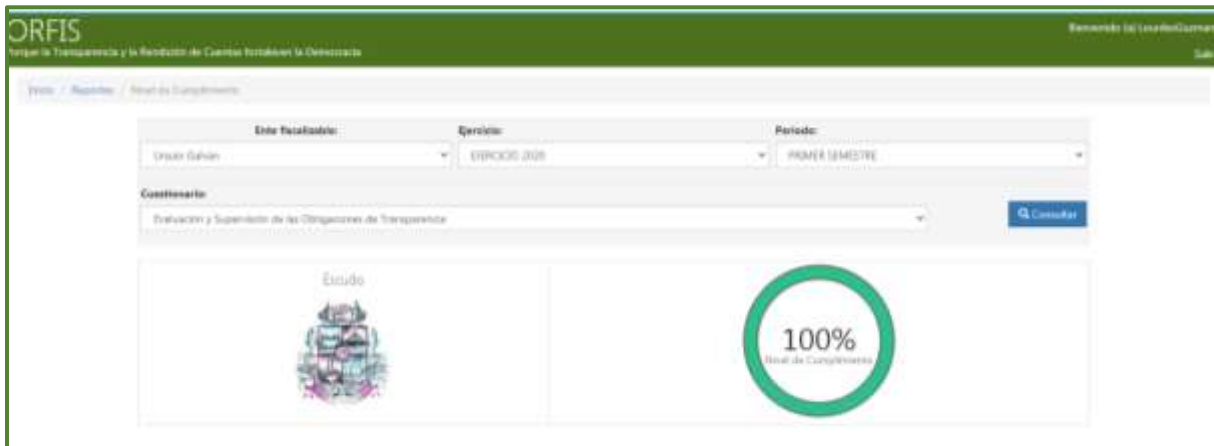 ORFIS
Porque la Transparencia y la Rendición de Cuentas fortalecen la Democracia
Bienvenido (a) LourdesGuzman
Salir
Inicio / Reportes / Nivel de Cumplimiento
Ente fiscalizable: Ejercicio: Periodo:
Ursulo Galván EJERCICIO 2020 PRIMER SEMESTRE
Cuestionario:
Evaluación y Supervisión de las Obligaciones de Transparencia
Consultar
Escudo
100%
Nivel de Cumplimiento